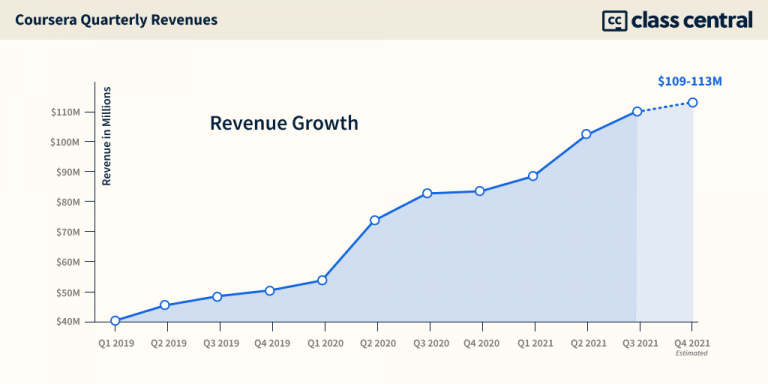 Coursera Quarterly Revenues
cc class central
$109-113M
Revenue in Millions
Revenue Growth
$110M
$100M
$90M
$80M
$70M
$60M
$50M
$40M
Q1 2019 Q2 2019 Q3 2019 Q4 2019 Q1 2020 Q2 2020 Q3 2020 Q4 2020 Q1 2021 Q2 2021 Q3 2021 Q4 2021
Estimated